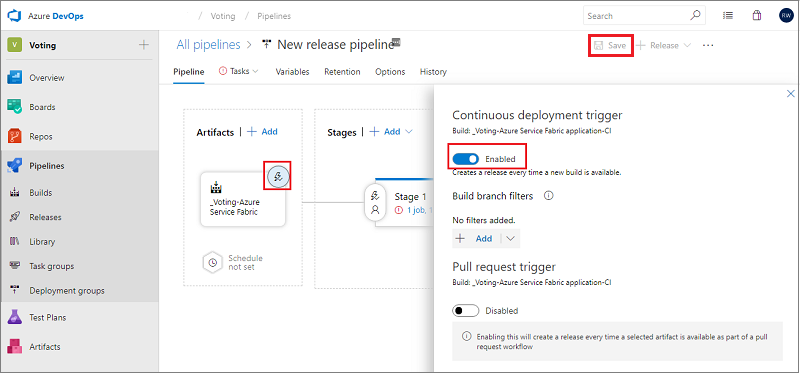 Azure DevOps
/ Voting / Pipelines
Search
RW
V Voting
Overview
Boards
Repos
Pipelines
Builds
Releases
Library
Task groups
Deployment groups
Test Plans
Artifacts
All pipelines > New release pipeline
Save
+ Release
Pipeline
Tasks
Variables
Retention
Options
History
Artifacts | + Add
_Voting-Azure
Service Fabric
Schedule
not set
Stages | + Add
Stage 1
1 job, 1
Continuous deployment trigger
Build: _Voting-Azure Service Fabric application-CI
Enabled
Creates a release every time a new build is available.
Build branch filters
No filters added.
+ Add
Pull request trigger
Build: _Voting-Azure Service Fabric application-CI
Disabled
Enabling this will create a release every time a selected artifact is available as part of a pull
request workflow